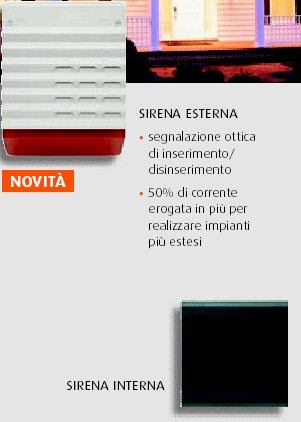 SIRENA ESTERNA
• segnalazione ottica
di inserimento/
disinserimento
NOVITÀ
• 50% di corrente
erogata in più per
realizzare impianti
più estesi
SIRENA INTERNA